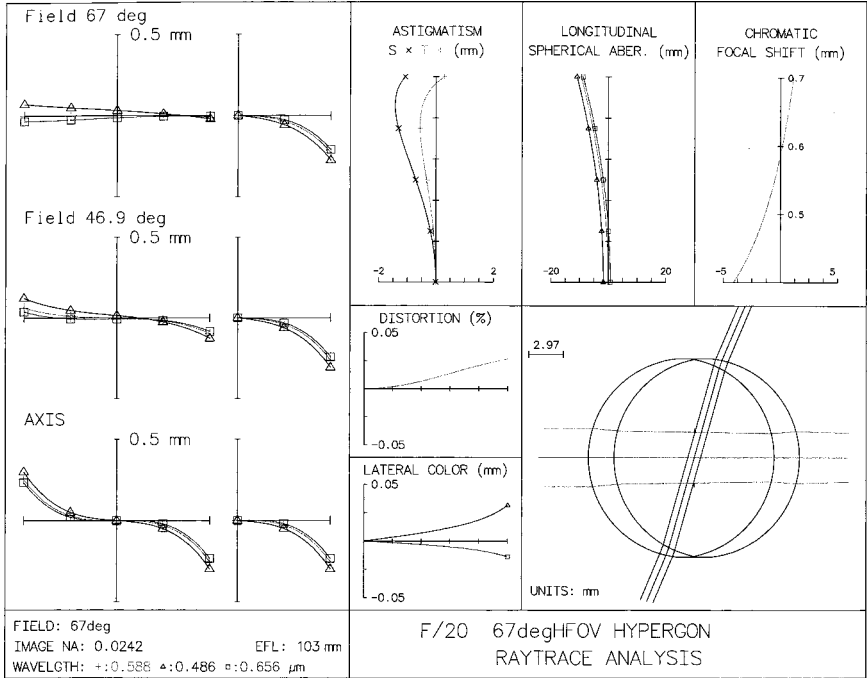 Field 67 deg
0.5 mm
Field 46.9 deg
0.5 mm
AXIS
0.5 mm
ASTIGMATISM
S × T + (mm)
-2 2
LONGITUDINAL
SPHERICAL ABER. (mm)
-20 20
CHROMATIC
FOCAL SHIFT (mm)
0.7
0.6
0.5
-5 5
DISTORTION (%)
0.05
-0.05
LATERAL COLOR (mm)
0.05
-0.05
2.97
UNITS: mm
FIELD: 67deg
IMAGE NA: 0.0242 EFL: 103 mm
WAVELGTH: +:0.588 ▵:0.486 ▫:0.656 µm
F/20 67degHFOV HYPERGON
RAYTRACE ANALYSIS